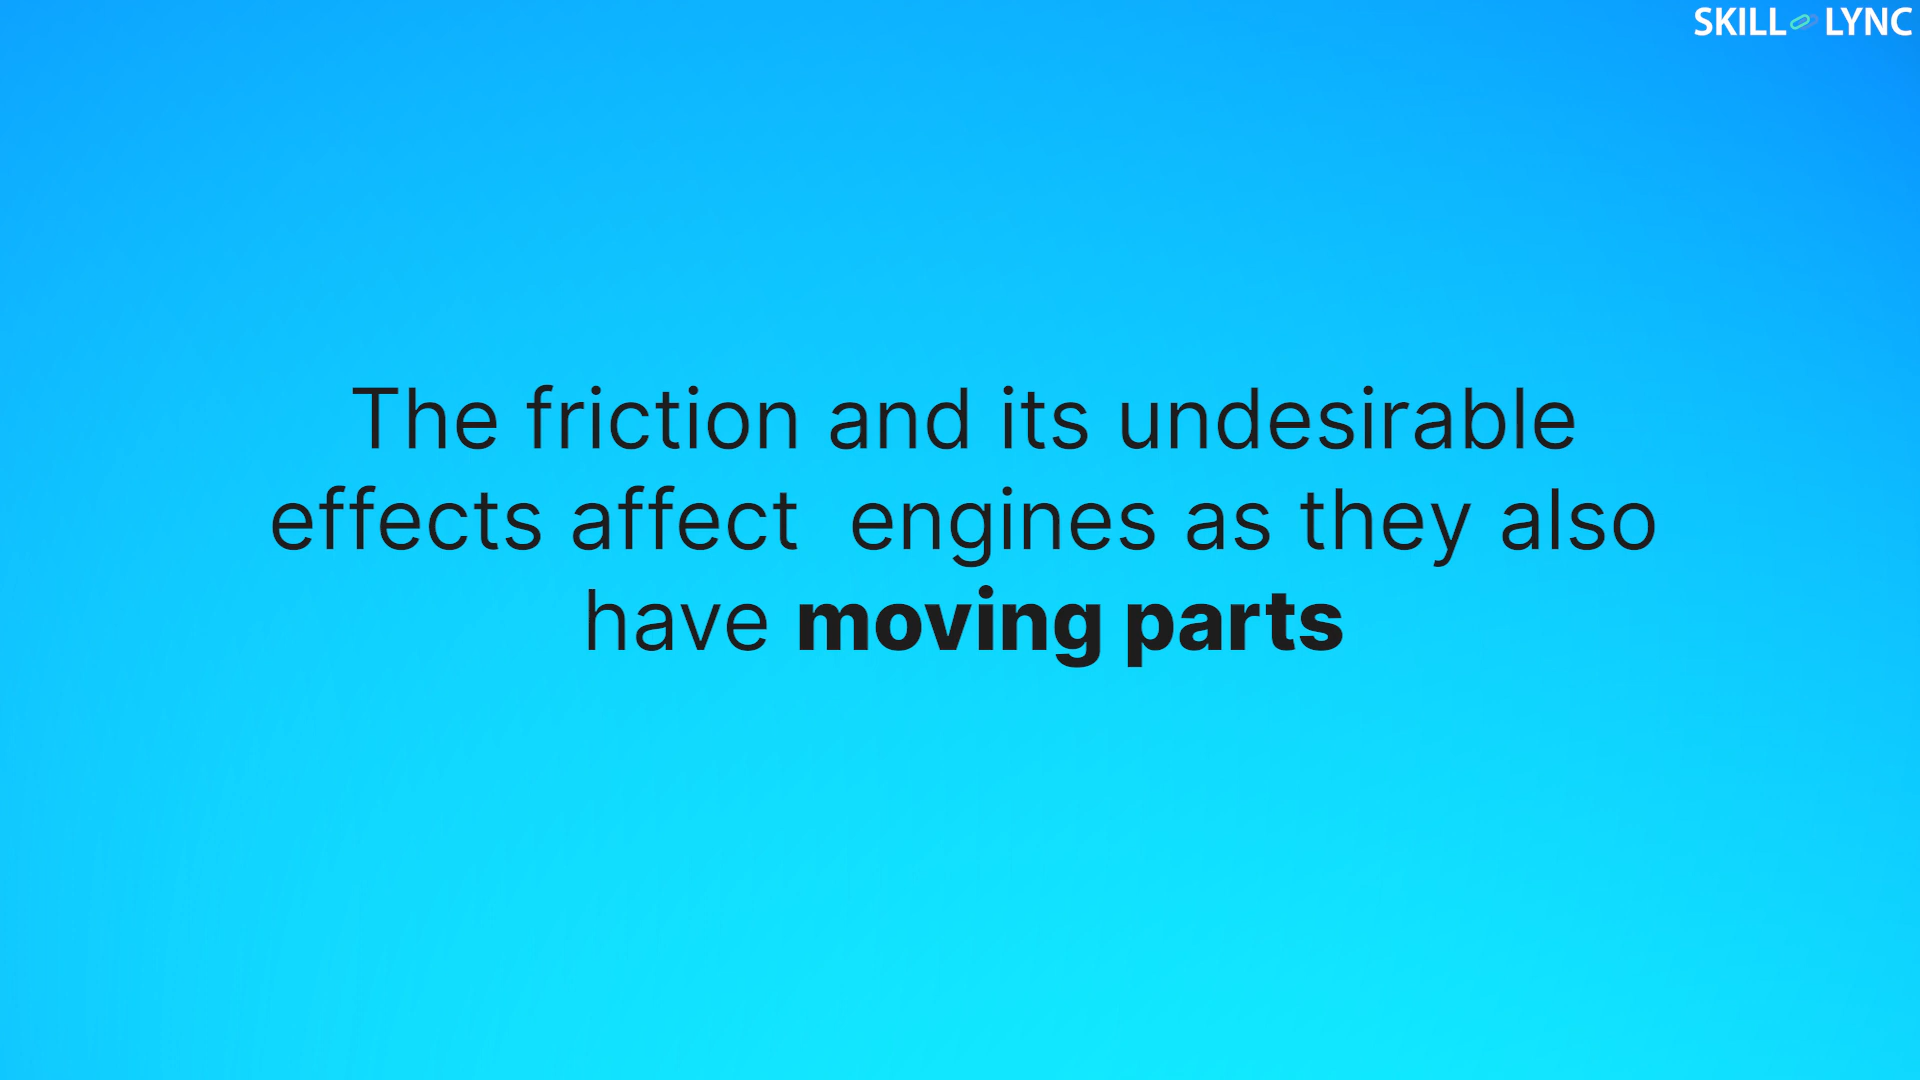 SKILL LYNC
The friction and its undesirable
effects affect  engines as they also
have moving parts